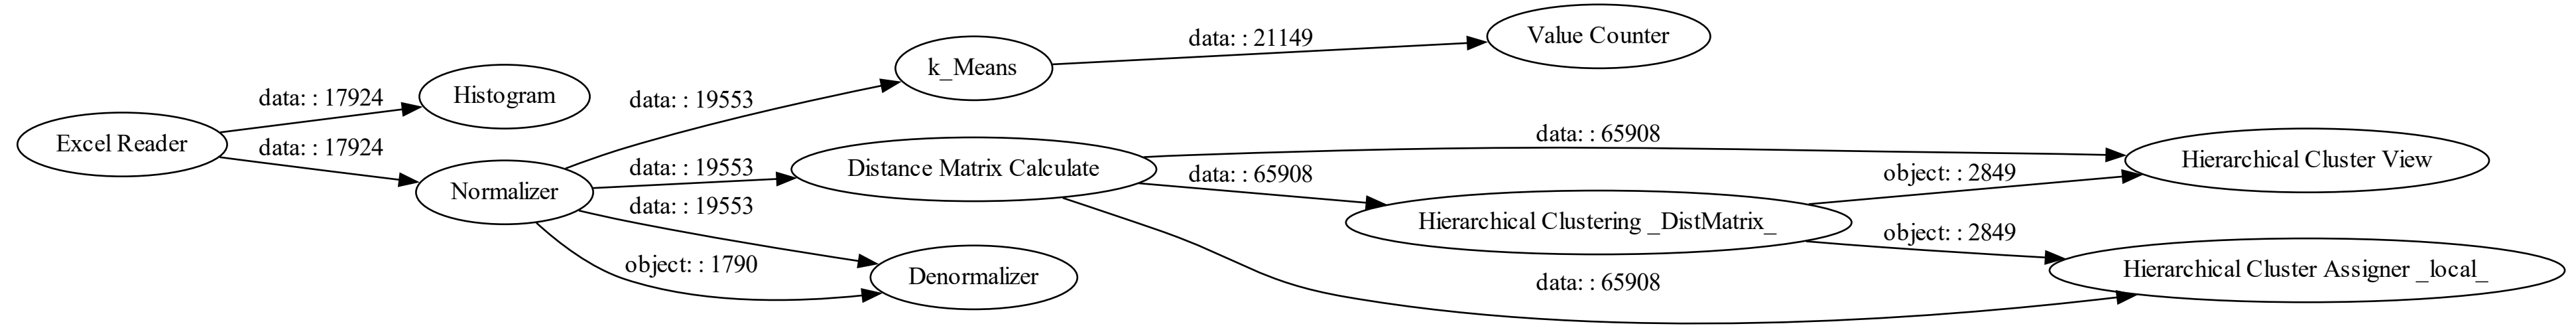 Excel Reader
data: : 17924
data: : 17924
Histogram
Normalizer
data: : 19553
data: : 19553
data: : 19553
object: : 1790
k_Means
Distance Matrix Calculate
Denormalizer
data: : 21149
data: : 65908
data: : 65908
data: : 65908
Value Counter
Hierarchical Clustering _DistMatrix_
object: : 2849
object: : 2849
Hierarchical Cluster View
Hierarchical Cluster Assigner _local_